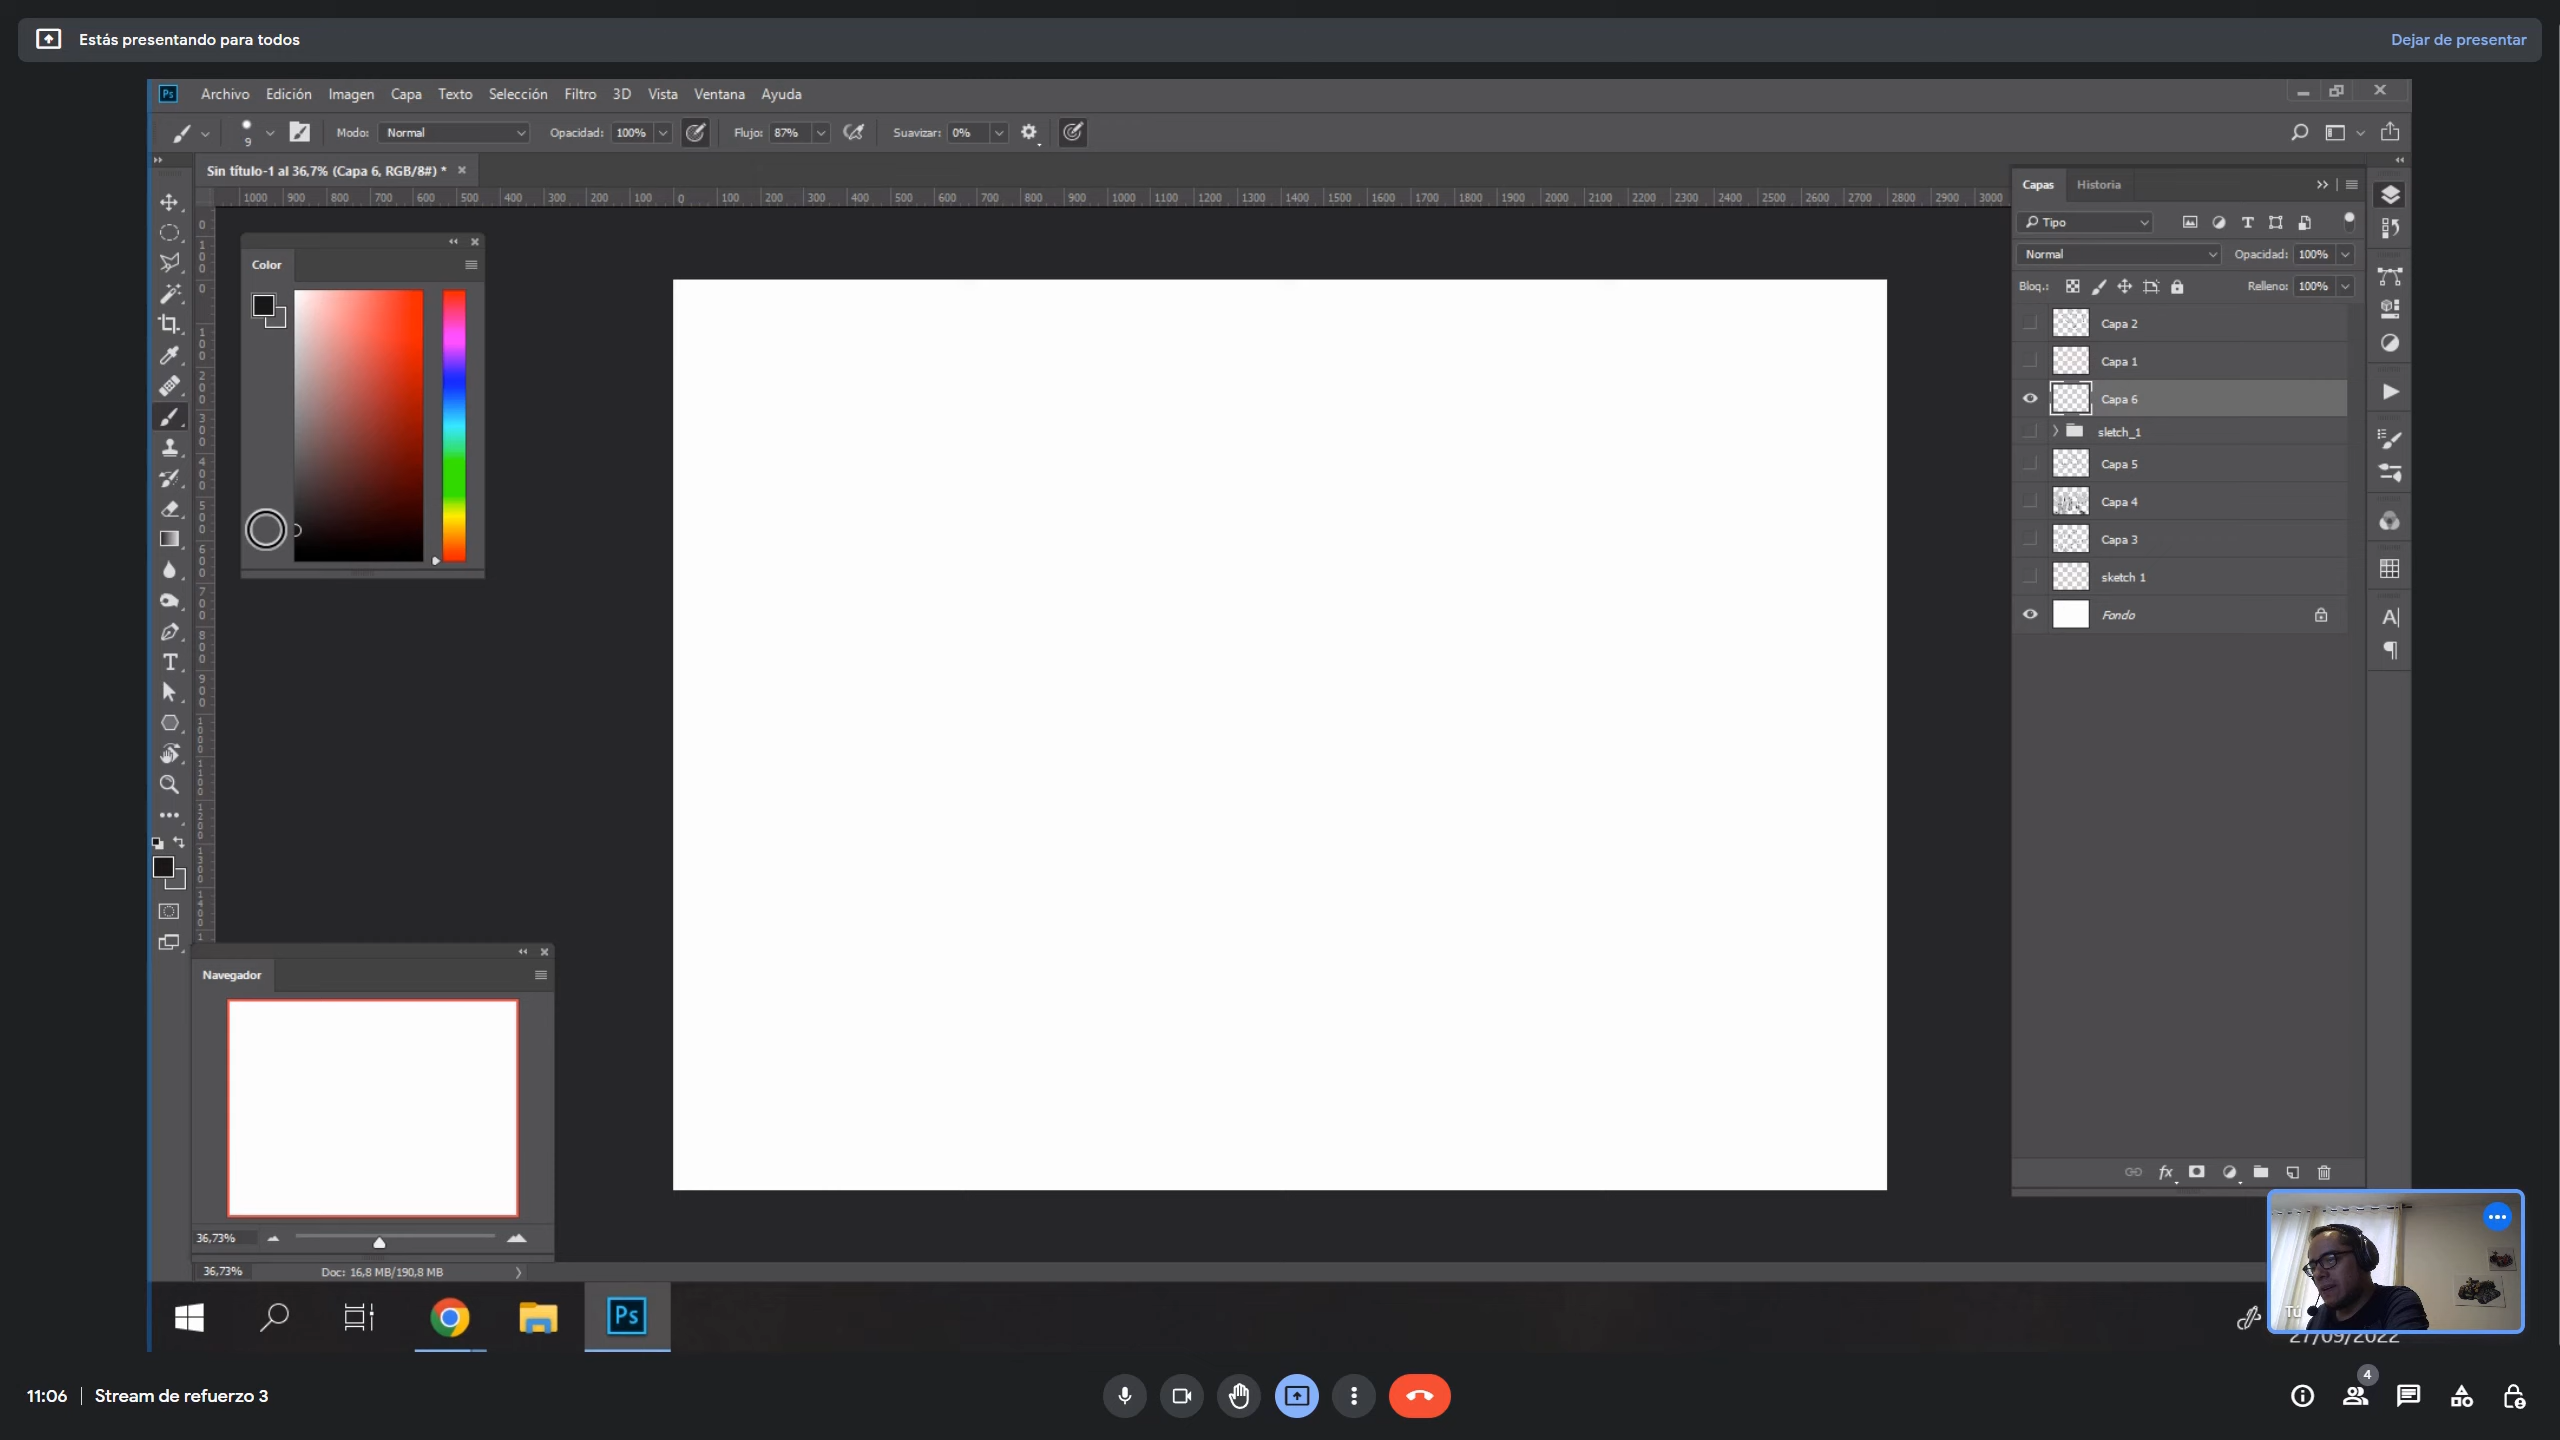 Estás presentando para todos
Dejar de presentar
Ps Archivo Edición Imagen Capa Texto Selección Filtro 3D Vista Ventana Ayuda
9 Modo: Normal Opacidad: 100% Flujo: 87% Suavizar: 0%
Sin título-1 al 36,7% (Capa 6, RGB/8#) *
1000 900 800 700 600 500 400 300 200 100 0 100 200 300 400 500 600 700 800 900 1000 1100 1200 1300 1400 1500 1600 1700 1800 1900 2000 2100 2200 2300 2400 2500 2600 2700 2800 2900 3000
Color
Capas Historia
Tipo
Normal Opacidad: 100%
Bloq.: Relleno: 100%
Capa 2
Capa 1
Capa 6
sletch_1
Capa 5
Capa 4
Capa 3
sketch 1
Fondo
fx
Navegador
36,73%
36,73% Doc: 16,8 MB/190,8 MB
Ps
Tú
27/09/2022
11:06 Stream de refuerzo 3
4